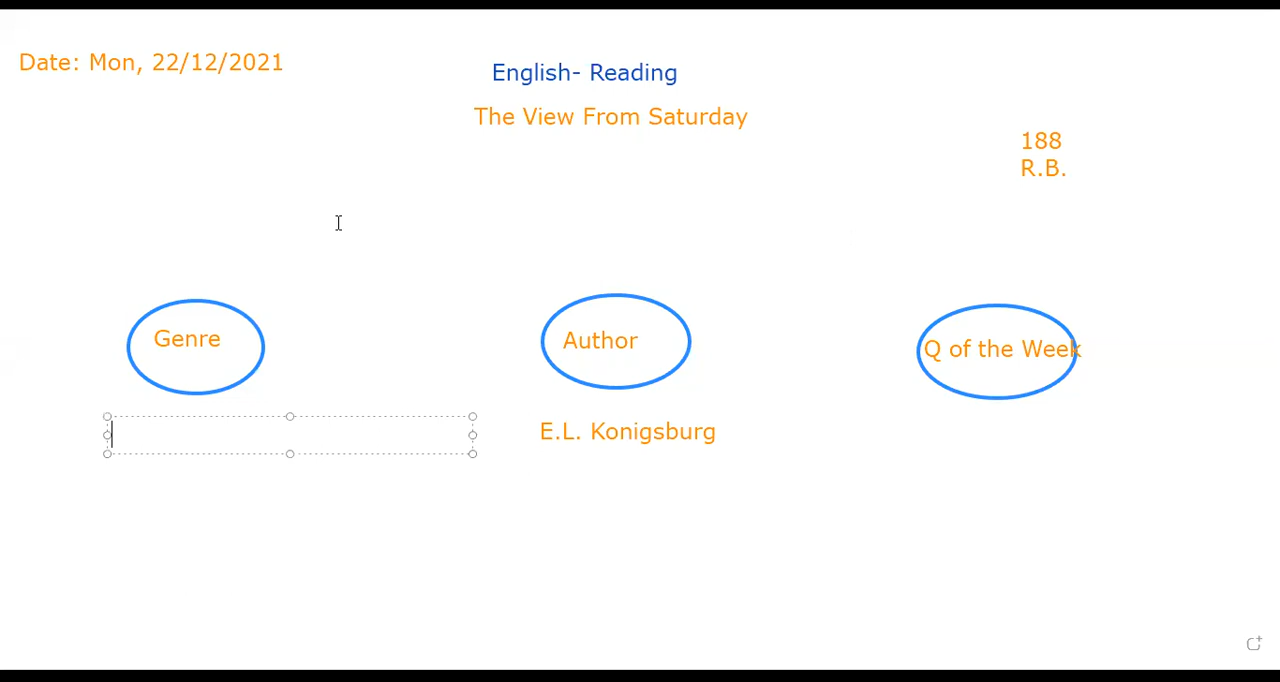 Date: Mon, 22/12/2021
English- Reading
The View From Saturday
188
R.B.
Genre
Author
Q of the Week
E.L. Konigsburg